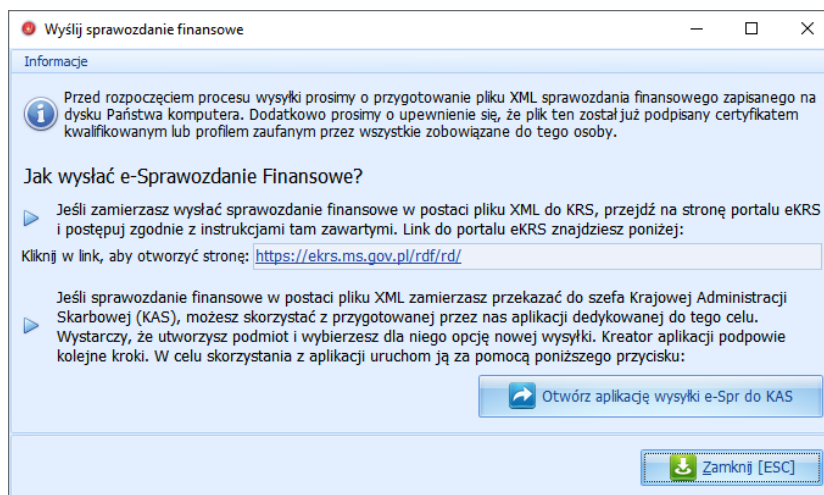 Wyślij sprawozdanie finansowe
Informacje
Przed rozpoczęciem procesu wysyłki prosimy o przygotowanie pliku XML sprawozdania finansowego zapisanego na
dysku Państwa komputera. Dodatkowo prosimy o upewnienie się, że plik ten został już podpisany certyfikatem
kwalifikowanym lub profilem zaufanym przez wszystkie zobowiązane do tego osoby.
Jak wysłać e-Sprawozdanie Finansowe?
Jeśli zamierzasz wysłać sprawozdanie finansowe w postaci pliku XML do KRS, przejdź na stronę portalu eKRS
i postępuj zgodnie z instrukcjami tam zawartymi. Link do portalu eKRS znajdziesz poniżej:
Kliknij w link, aby otworzyć stronę: https://ekrs.ms.gov.pl/rdf/rd/
Jeśli sprawozdanie finansowe w postaci pliku XML zamierzasz przekazać do szefa Krajowej Administracji
Skarbowej (KAS), możesz skorzystać z przygotowanej przez nas aplikacji dedykowanej do tego celu.
Wystarczy, że utworzysz podmiot i wybierzesz dla niego opcję nowej wysyłki. Kreator aplikacji podpowie
kolejne kroki. W celu skorzystania z aplikacji uruchom ją za pomocą poniższego przycisku:
Otwórz aplikację wysyłki e-Spr do KAS
Zamknij [ESC]